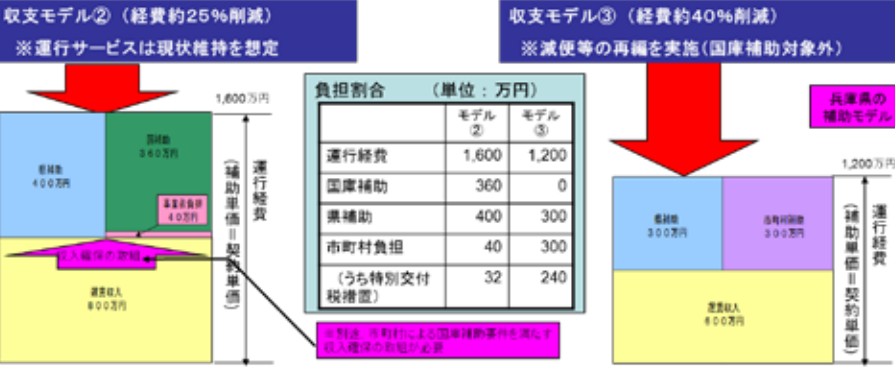 収支モデル②(経費約25%削減)
※運行サービスは現状維持を想定
収支モデル③(経費約40%削減)
※減便等の再編を実施(国庫補助対象外)
1,600万円
県補助
400万円
国補助
360万円
事業者負担
40万円
収入確保の取組
運賃収入
800万円
運行経費
(補助単価=契約単価)
負担割合 (単位:万円)
モデル② モデル③
運行経費 1,600 1,200
国庫補助 360 0
県補助 400 300
市町村負担 40 300
(うち特別交付
税措置) 32 240
※別途、市町村による国庫補助要件を満たす
収入確保の取組が必要
兵庫県の
補助モデル
1,200万円
県補助
300万円
市町村補助
300万円
運賃収入
600万円
運行経費
(補助単価=契約単価)